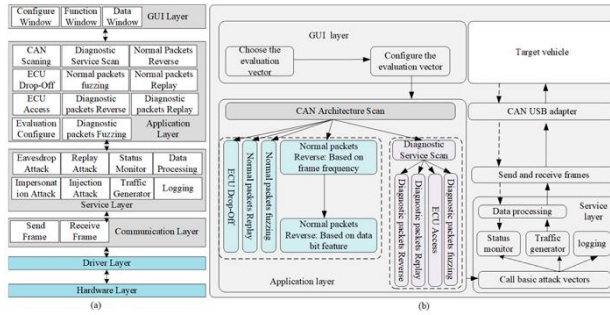 Configure Window
Function Window
Data Window
GUI Layer
CAN Scaning
Diagnostic Service Scan
Normal Packets Reverse
ECU Drop-Off
Normal packets fuzzing
Normal Packets Replay
ECU Access
Diagnostic packets Reverse
Diagnostic packets Replay
Evaluation Configure
Diagnostic packets Fuzzing
Application Layer
Eavesdrop Attack
Replay Attack
Status Monitor
Data Processing
Impersonat ion Attack
Injection Attack
Traffic Generator
Logging
Service Layer
Send Frame
Receive Frame
Communication Layer
Driver Layer
Hardware Layer
(a)
GUI layer
Choose the evaluation vector
Configure the evaluation vector
CAN Architecture Scan
ECU Drop-Off
Normal packets Replay
Normal packets fuzzing
Normal packets Reverse: Based on frame frequency
Normal packets Reverse: Based on data bit feature
Diagnostic Service Scan
Diagnostic packets Reverse
Diagnostic packets Replay
ECU Access
Diagnostic packets fuzzing
Application layer
Target vehicle
CAN USB adapter
Send and receive frames
Data processing
Service layer
Status monitor
Traffic generator
logging
Call basic attack vectors
(b)